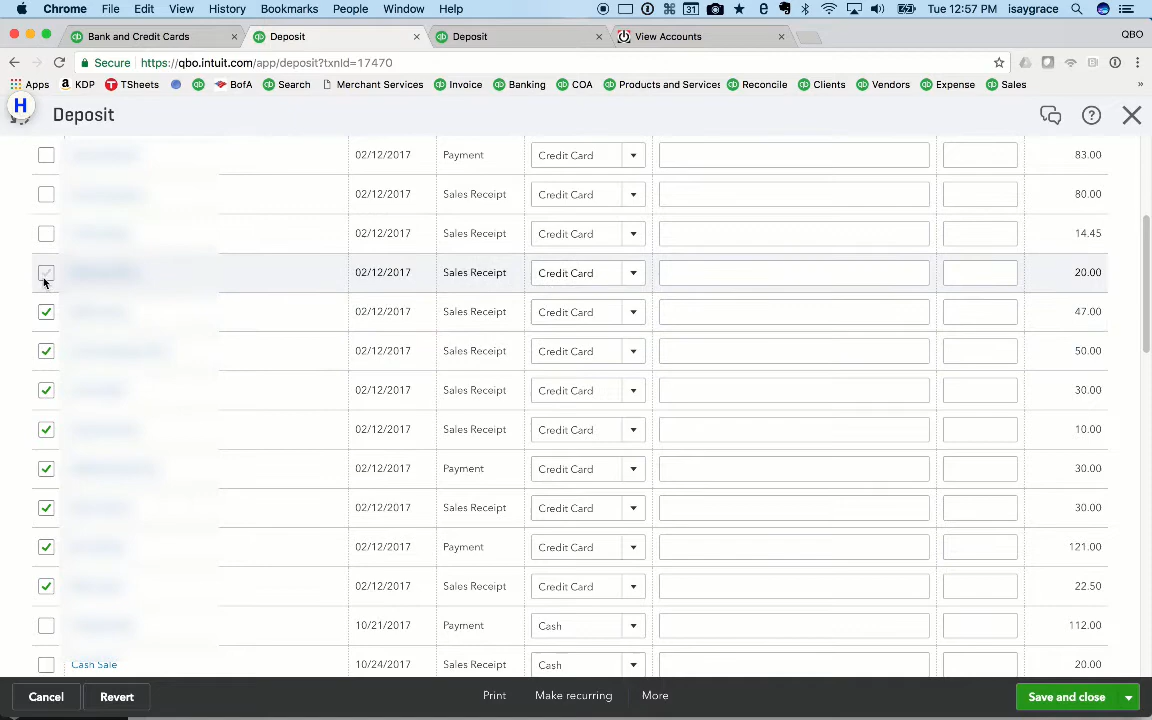 Chrome File Edit View History Bookmarks People Window Help 31 Tue 12:57 PM isaygrace
Bank and Credit Cards × Deposit × Deposit × View Accounts × QBO
Secure https://qbo.intuit.com/app/deposit?txnId=17470
Apps KDP TSheets BofA Search Merchant Services Invoice Banking COA Products and Services Reconcile Clients Vendors Expense Sales »
H Deposit
02/12/2017 Payment Credit Card 83.00
02/12/2017 Sales Receipt Credit Card 80.00
02/12/2017 Sales Receipt Credit Card 14.45
02/12/2017 Sales Receipt Credit Card 20.00
02/12/2017 Sales Receipt Credit Card 47.00
02/12/2017 Sales Receipt Credit Card 50.00
02/12/2017 Sales Receipt Credit Card 30.00
02/12/2017 Sales Receipt Credit Card 10.00
02/12/2017 Payment Credit Card 30.00
02/12/2017 Sales Receipt Credit Card 30.00
02/12/2017 Payment Credit Card 121.00
02/12/2017 Sales Receipt Credit Card 22.50
10/21/2017 Payment Cash 112.00
Cash Sale 10/24/2017 Sales Receipt Cash 20.00
Cancel Revert Print Make recurring More Save and close